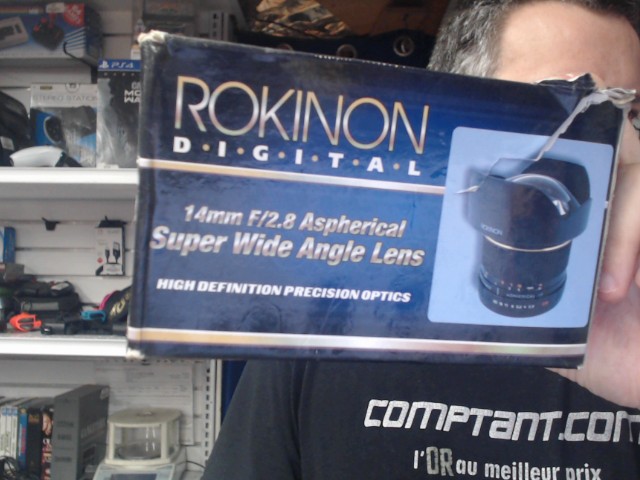 ROKINON
D·I·G·I·T·A·L
14mm F/2.8 Aspherical
Super Wide Angle Lens
HIGH DEFINITION PRECISION OPTICS
ROKINON
PS4
COMPTANT.COM
l'OR au meilleur prix